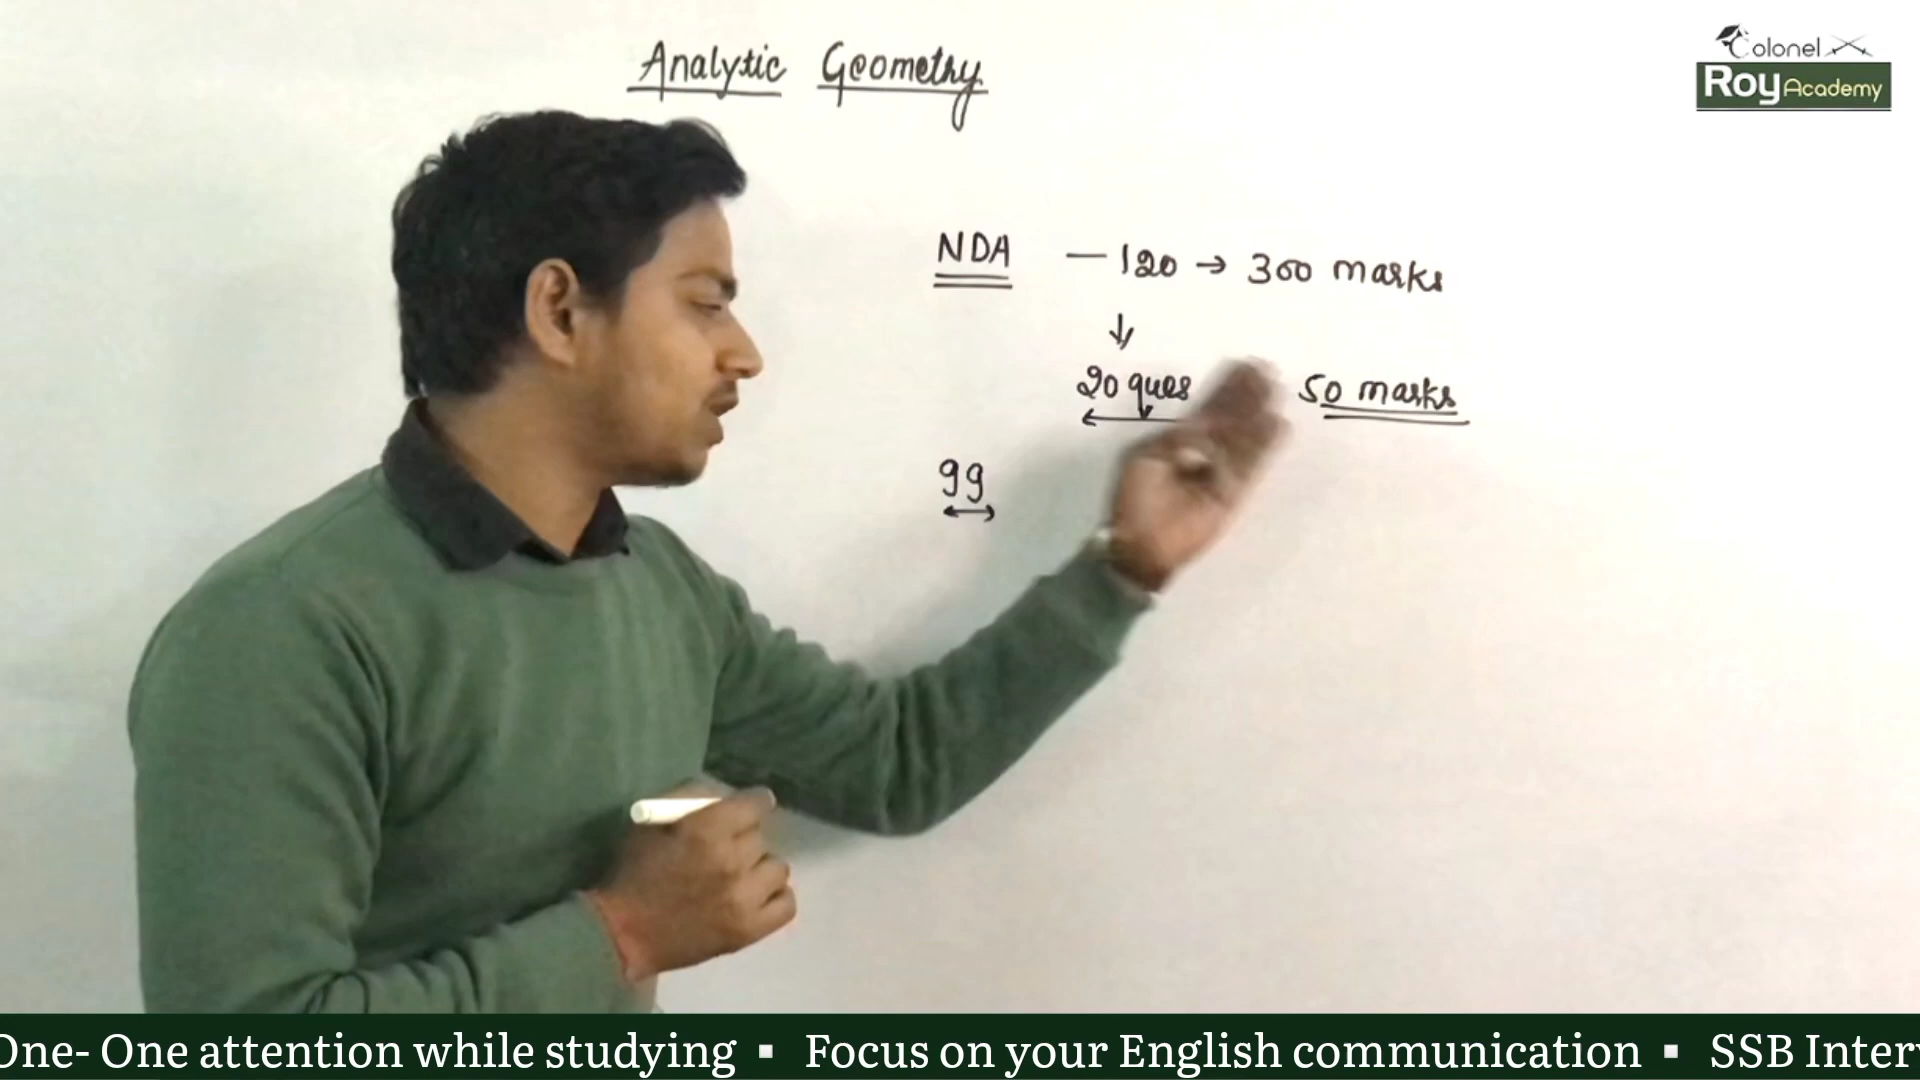 Analytic Geometry
Colonel
Roy Academy
NDA — 120 → 300 marks
↓
20 ques 50 marks
99
One- One attention while studying ▪ Focus on your English communication ▪ SSB Interv